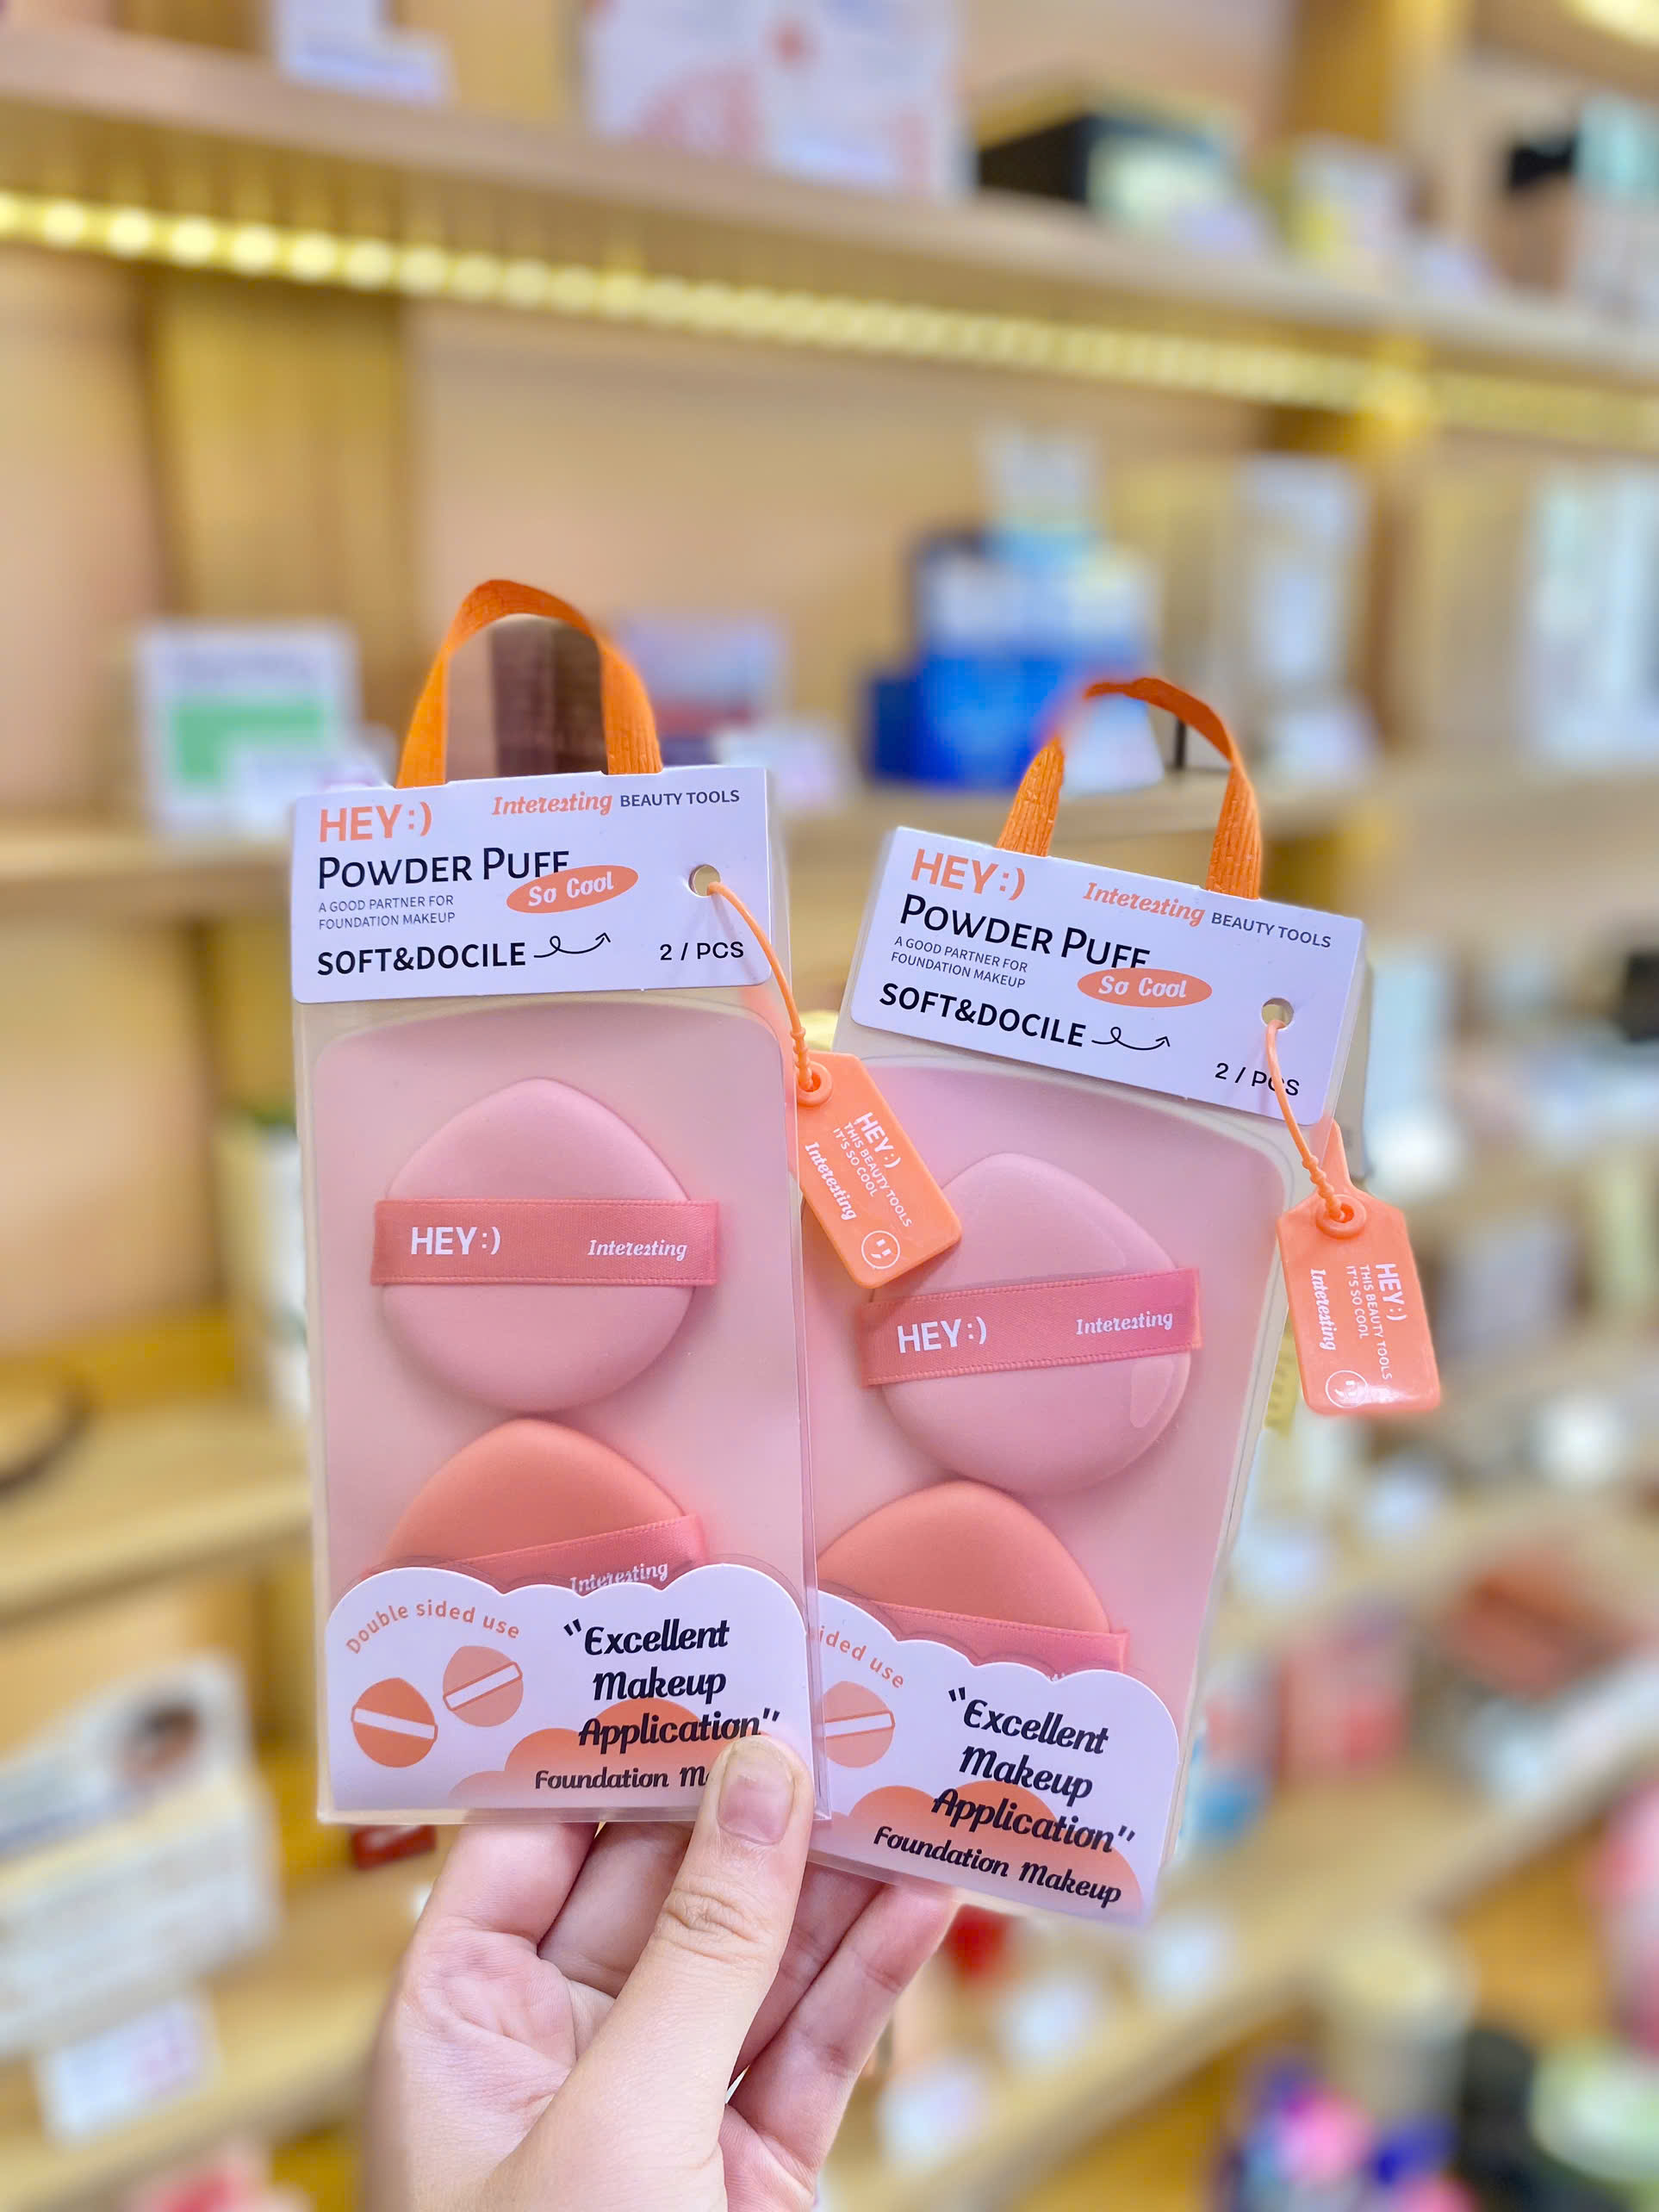 HEY:)
Interesting BEAUTY TOOLS
POWDER PUFF
So Cool
A GOOD PARTNER FOR
FOUNDATION MAKEUP
SOFT&DOCILE
2 / PCS
HEY:)
THIS BEAUTY TOOLS
IT'S SO COOL
Interesting
HEY:) Interesting
Interesting
Double sided use
"Excellent
Makeup
Application"
Foundation M
HEY:)
Interesting BEAUTY TOOLS
POWDER PUFF
So Cool
A GOOD PARTNER FOR
FOUNDATION MAKEUP
SOFT&DOCILE
2 / PCS
HEY:)
THIS BEAUTY TOOLS
IT'S SO COOL
Interesting
HEY:) Interesting
ided use
"Excellent
Makeup
Application"
Foundation Makeup